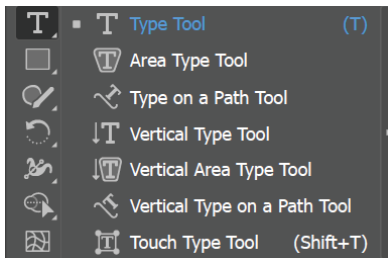 Type Tool (T)
Area Type Tool
Type on a Path Tool
Vertical Type Tool
Vertical Area Type Tool
Vertical Type on a Path Tool
Touch Type Tool (Shift+T)